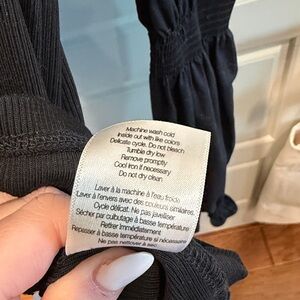 Machine wash cold
Inside out with like colors
Delicate cycle. Do not bleach
Tumble dry low
Remove promptly
Cool Iron if necessary
Do not dry clean
Laver à la machine à l'eau froide
Laver à l'envers avec des couleurs similaires.
Cycle délicat. Ne pas javelliser
Sécher par culbutage à basse température
Retirer immédiatement
Repasser à basse température si nécessaire
Ne pas nettoyer à sec